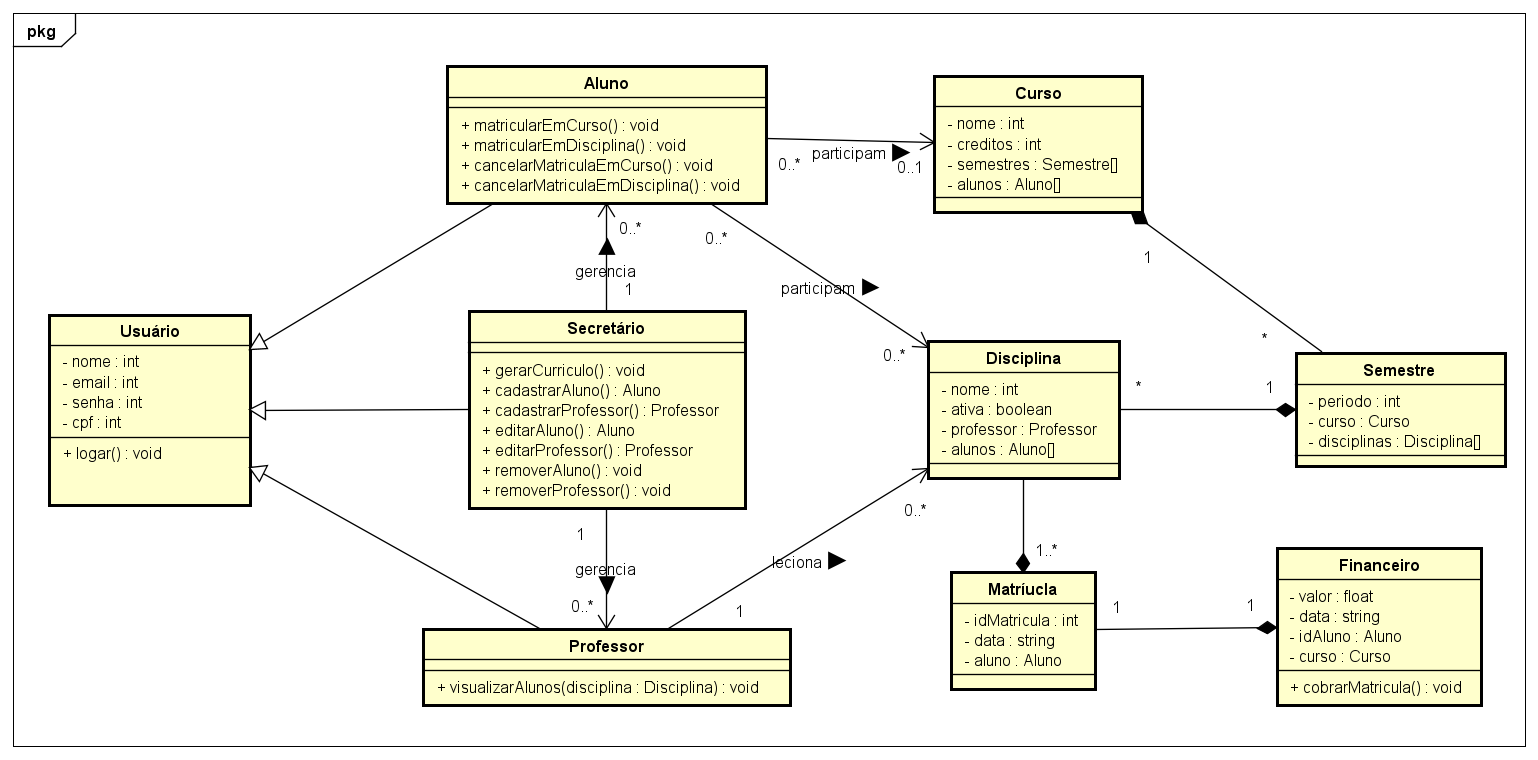 pkg
Aluno
+ matricularEmCurso() : void
+ matricularEmDisciplina() : void
+ cancelarMatriculaEmCurso() : void
+ cancelarMatriculaEmDisciplina() : void
Curso
- nome : int
- creditos : int
- semestres : Semestre[]
- alunos : Aluno[]
0..*
participam
0..1
0..*
gerencia
1
0..*
participam
0..*
1
*
Usuário
- nome : int
- email : int
- senha : int
- cpf : int
+ logar() : void
Secretário
+ gerarCurriculo() : void
+ cadastrarAluno() : Aluno
+ cadastrarProfessor() : Professor
+ editarAluno() : Aluno
+ editarProfessor() : Professor
+ removerAluno() : void
+ removerProfessor() : void
Disciplina
- nome : int
- ativa : boolean
- professor : Professor
- alunos : Aluno[]
*
1
Semestre
- periodo : int
- curso : Curso
- disciplinas : Disciplina[]
1
gerencia
0..*
0..*
leciona
1
1..*
Professor
+ visualizarAlunos(disciplina : Disciplina) : void
Matríucla
- idMatricula : int
- data : string
- aluno : Aluno
1
1
Financeiro
- valor : float
- data : string
- idAluno : Aluno
- curso : Curso
+ cobrarMatricula() : void